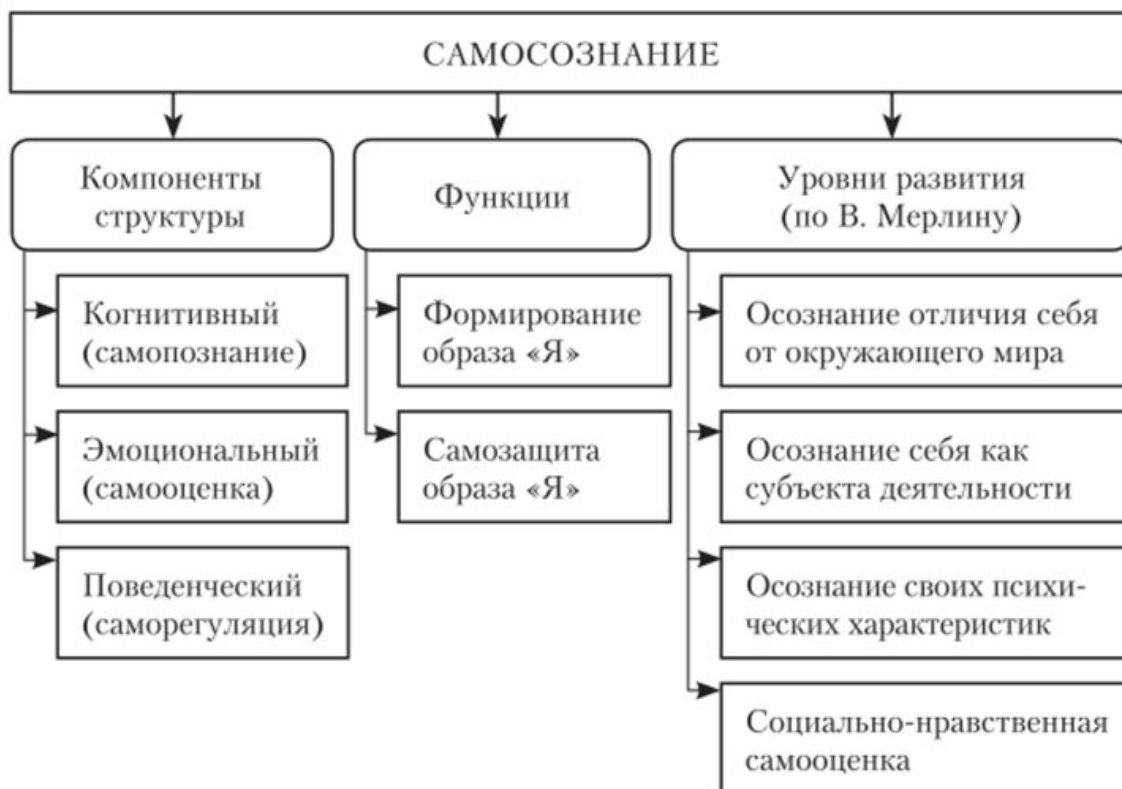 САМОСОЗНАНИЕ
Компоненты
структуры
Когнитивный
(самопознание)
Эмоциональный
(самооценка)
Поведенческий
(саморегуляция)
Функции
Формирование
образа «Я»
Самозащита
образа «Я»
Уровни развития
(по В. Мерлину)
Осознание отличия себя
от окружающего мира
Осознание себя как
субъекта деятельности
Осознание своих психи-
ческих характеристик
Социально-нравственная
самооценка